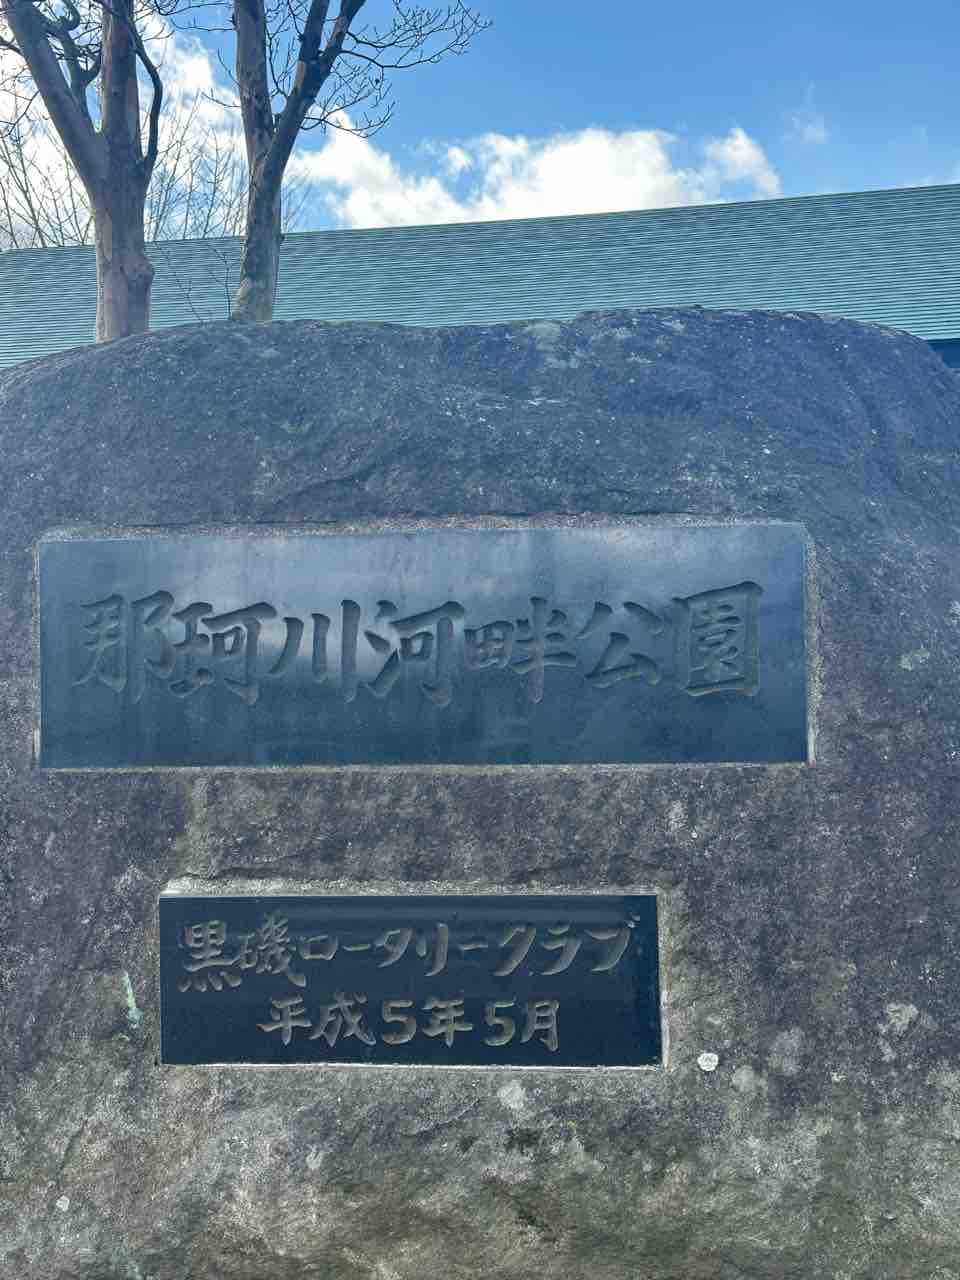 那珂川河畔公園
黒磯ロータリークラブ
平成5年5月